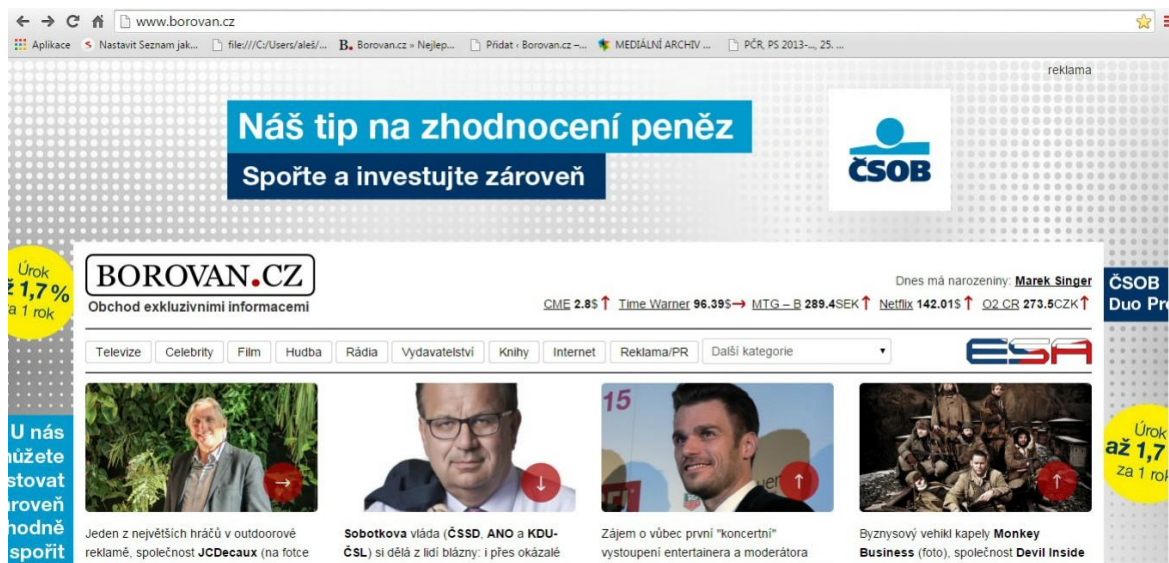 www.borovan.cz
Aplikace Nastavit Seznam jak... file:///C:/Users/aleš/... B. Borovan.cz » Nejlep... Přidat ‹ Borovan.cz –... MEDIÁLNÍ ARCHIV ... PČR, PS 2013-..., 25. ...
reklama
Náš tip na zhodnocení peněz
Spořte a investujte zároveň
ČSOB
Úrok
ž 1,7 %
a 1 rok
BOROVAN.CZ
Obchod exkluzivními informacemi
Dnes má narozeniny: Marek Singer
CME 2.8$ ↑ Time Warner 96.39$→ MTG – B 289.4SEK ↑ Netflix 142.01$ ↑ O2 CR 273.5CZK ↑
ČSOB
Duo Pr
Televize Celebrity Film Hudba Rádia Vydavatelství Knihy Internet Reklama/PR Další kategorie
ESA
15
U nás
ůžete
stovat
ároveň
hodně
spořit
Úrok
až 1,7
za 1 rok
Jeden z největších hráčů v outdoorové
reklamě, společnost JCDecaux (na fotce
Sobotkova vláda (ČSSD, ANO a KDU-
ČSL) si dělá z lidí blázny: i přes okázalé
Zájem o vůbec první "koncertní"
vystoupení entertainera a moderátora
Byznysový vehikl kapely Monkey
Business (foto), společnost Devil Inside